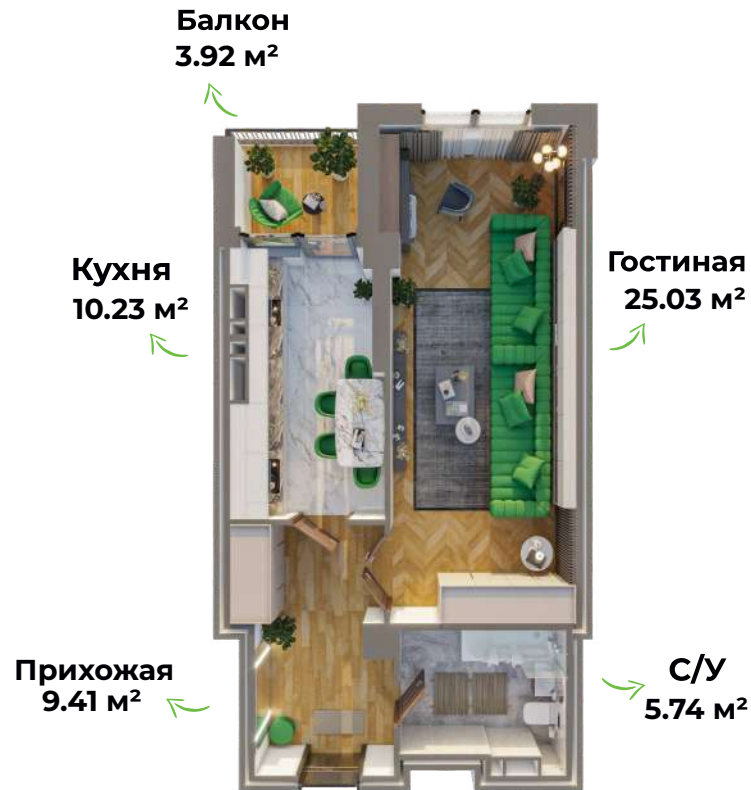 Балкон
3.92 м²
Кухня
10.23 м²
Гостиная
25.03 м²
Прихожая
9.41 м²
С/У
5.74 м²